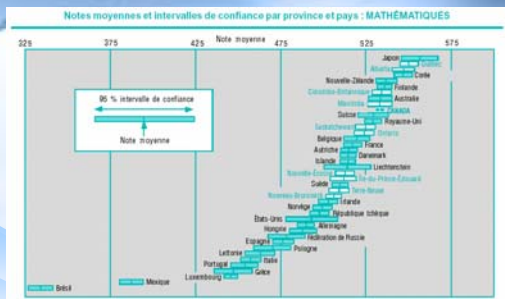 Notes moyennes et intervalles de confiance par province et pays : MATHÉMATIQUES
Note moyenne
325 375 425 475 525 575
95 % intervalle de confiance
Note moyenne
Japon
Québec
Alberta
Corée
Nouvelle-Zélande
Finlande
Colombie-Britannique
Australie
Manitoba
CANADA
Suisse
Royaume-Uni
Saskatchewan
Ontario
Belgique
France
Autriche
Danemark
Islande
Liechtenstein
Nouvelle-Écosse
Île-du-Prince-Édouard
Suède
Terre-Neuve
Nouveau-Brunswick
Irlande
Norvège
République tchèque
États-Unis
Allemagne
Hongrie
Fédération de Russie
Espagne
Pologne
Lettonie
Italie
Portugal
Grèce
Luxembourg
Mexique
Brésil